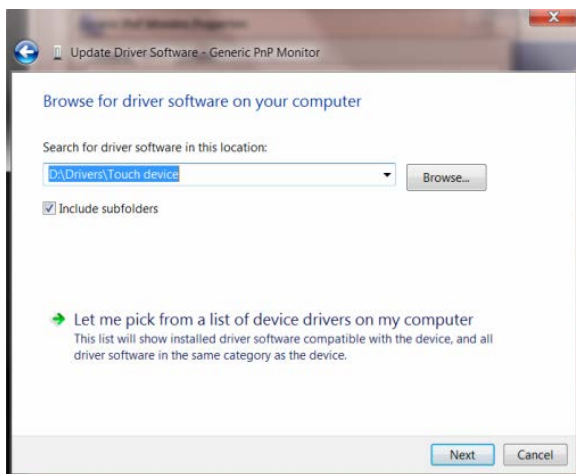 Update Driver Software - Generic PnP Monitor
Browse for driver software on your computer
Search for driver software in this location:
D:\Drivers\Touch device
Browse...
Include subfolders
Let me pick from a list of device drivers on my computer
This list will show installed driver software compatible with the device, and all
driver software in the same category as the device.
Next
Cancel